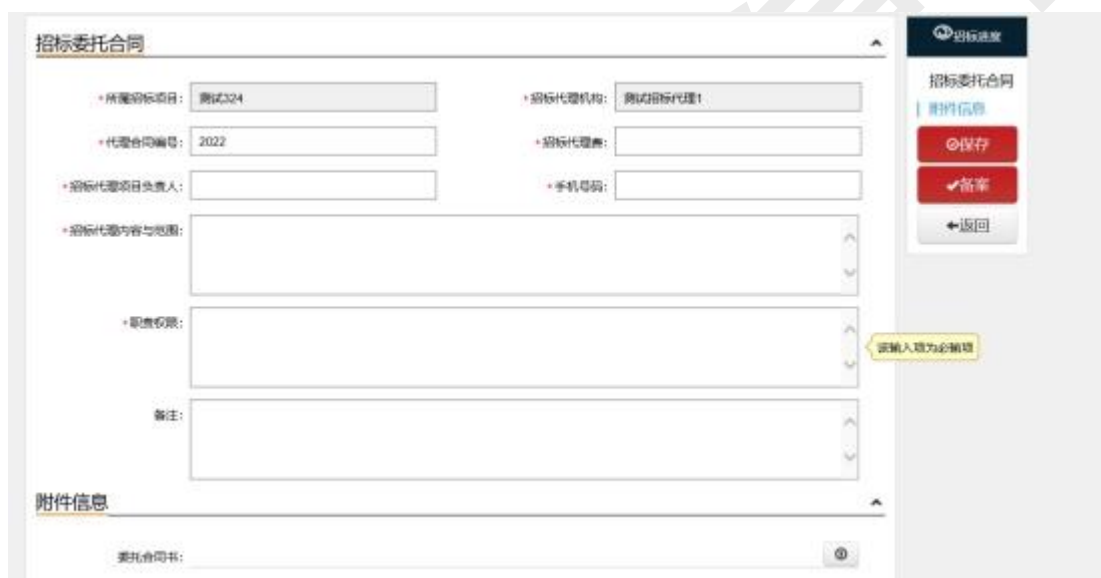 招标委托合同
*所属招标项目: 测试324 *招标代理机构: 测试招标代理1
*代理合同编号: 2022 *招标代理费:
*招标代理项目负责人: *手机号码:
*招标代理内容与范围:
*职责权限:
该输入项为必输项
备注:
附件信息
委托合同书:
招标进度
招标委托合同
附件信息
保存
备案
返回